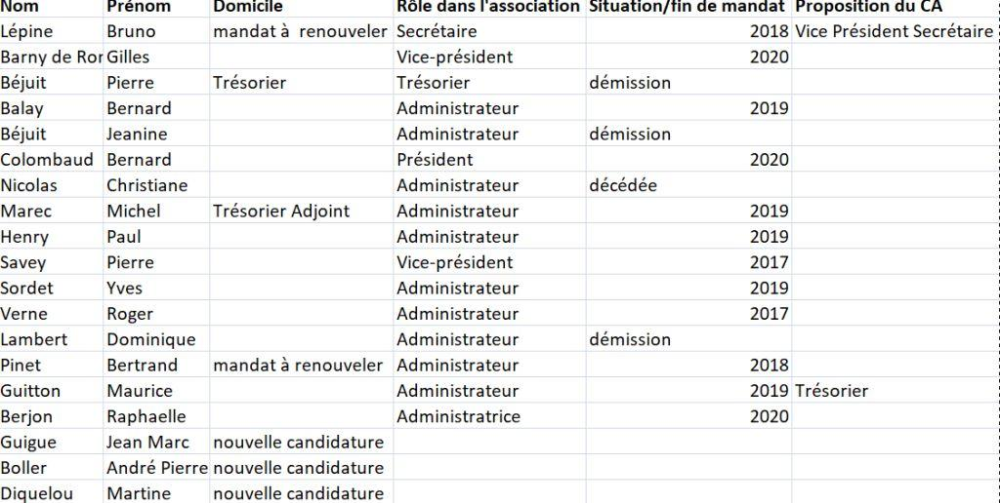 Nom Prénom Domicile Rôle dans l'association Situation/fin de mandat Proposition du CA
Lépine Bruno mandat à renouveler Secrétaire 2018 Vice Président Secrétaire
Barny de Ror Gilles Vice-président 2020
Béjuit Pierre Trésorier Trésorier démission
Balay Bernard Administrateur 2019
Béjuit Jeanine Administrateur démission
Colombaud Bernard Président 2020
Nicolas Christiane Administrateur décédée
Marec Michel Trésorier Adjoint Administrateur 2019
Henry Paul Administrateur 2019
Savey Pierre Vice-président 2017
Sordet Yves Administrateur 2019
Verne Roger Administrateur 2017
Lambert Dominique Administrateur démission
Pinet Bertrand mandat à renouveler Administrateur 2018
Guitton Maurice Administrateur 2019 Trésorier
Berjon Raphaelle Administratrice 2020
Guigue Jean Marc nouvelle candidature
Boller André Pierre nouvelle candidature
Diquelou Martine nouvelle candidature